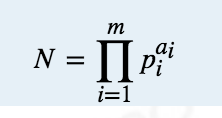 N = ∏_{i=1}^{m} p_i^{a_i}